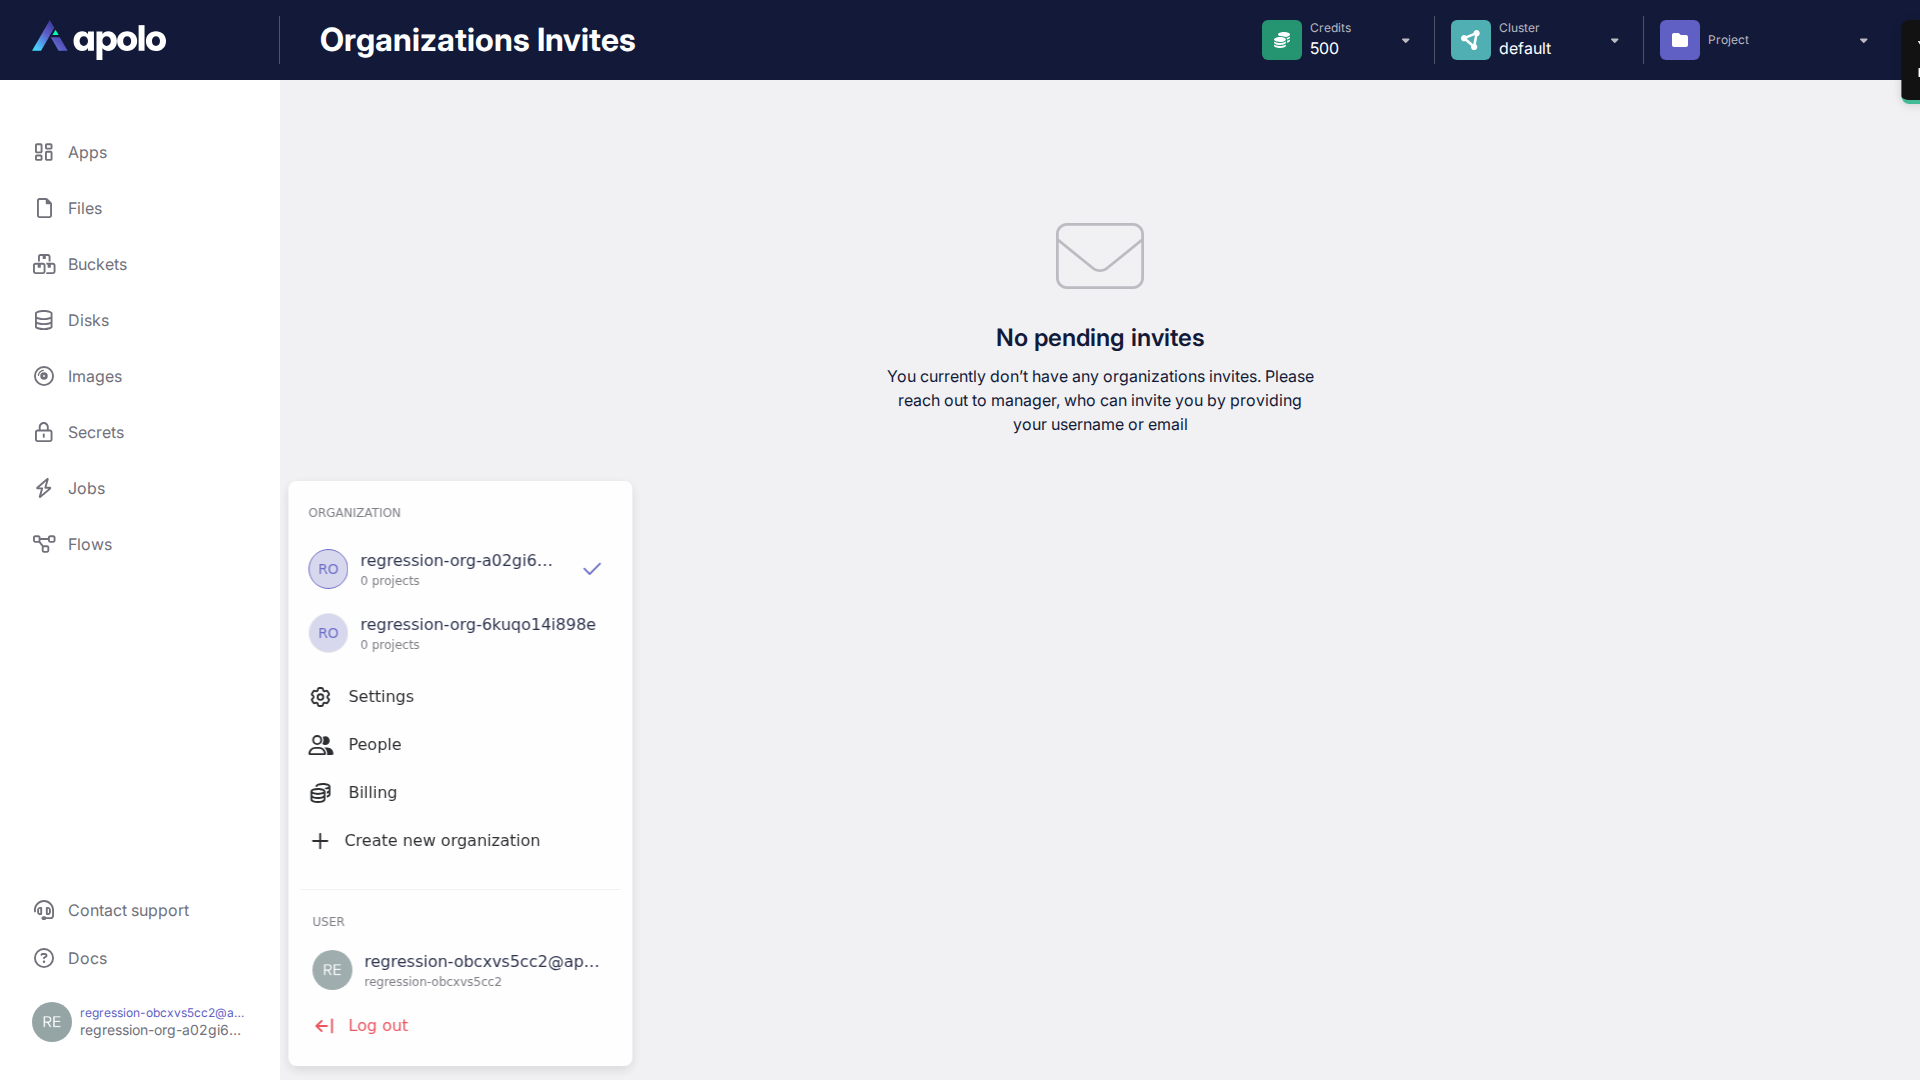 apolo
Organizations Invites
Credits
500
Cluster
default
Project
Apps
Files
Buckets
Disks
Images
Secrets
Jobs
Flows
No pending invites
You currently don’t have any organizations invites. Please
reach out to manager, who can invite you by providing
your username or email
ORGANIZATION
RO
regression-org-a02gi6...
0 projects
RO
regression-org-6kuqo14i898e
0 projects
Settings
People
Billing
Create new organization
USER
RE
regression-obcxvs5cc2@ap...
regression-obcxvs5cc2
Log out
Contact support
Docs
RE
regression-obcxvs5cc2@a...
regression-org-a02gi6...